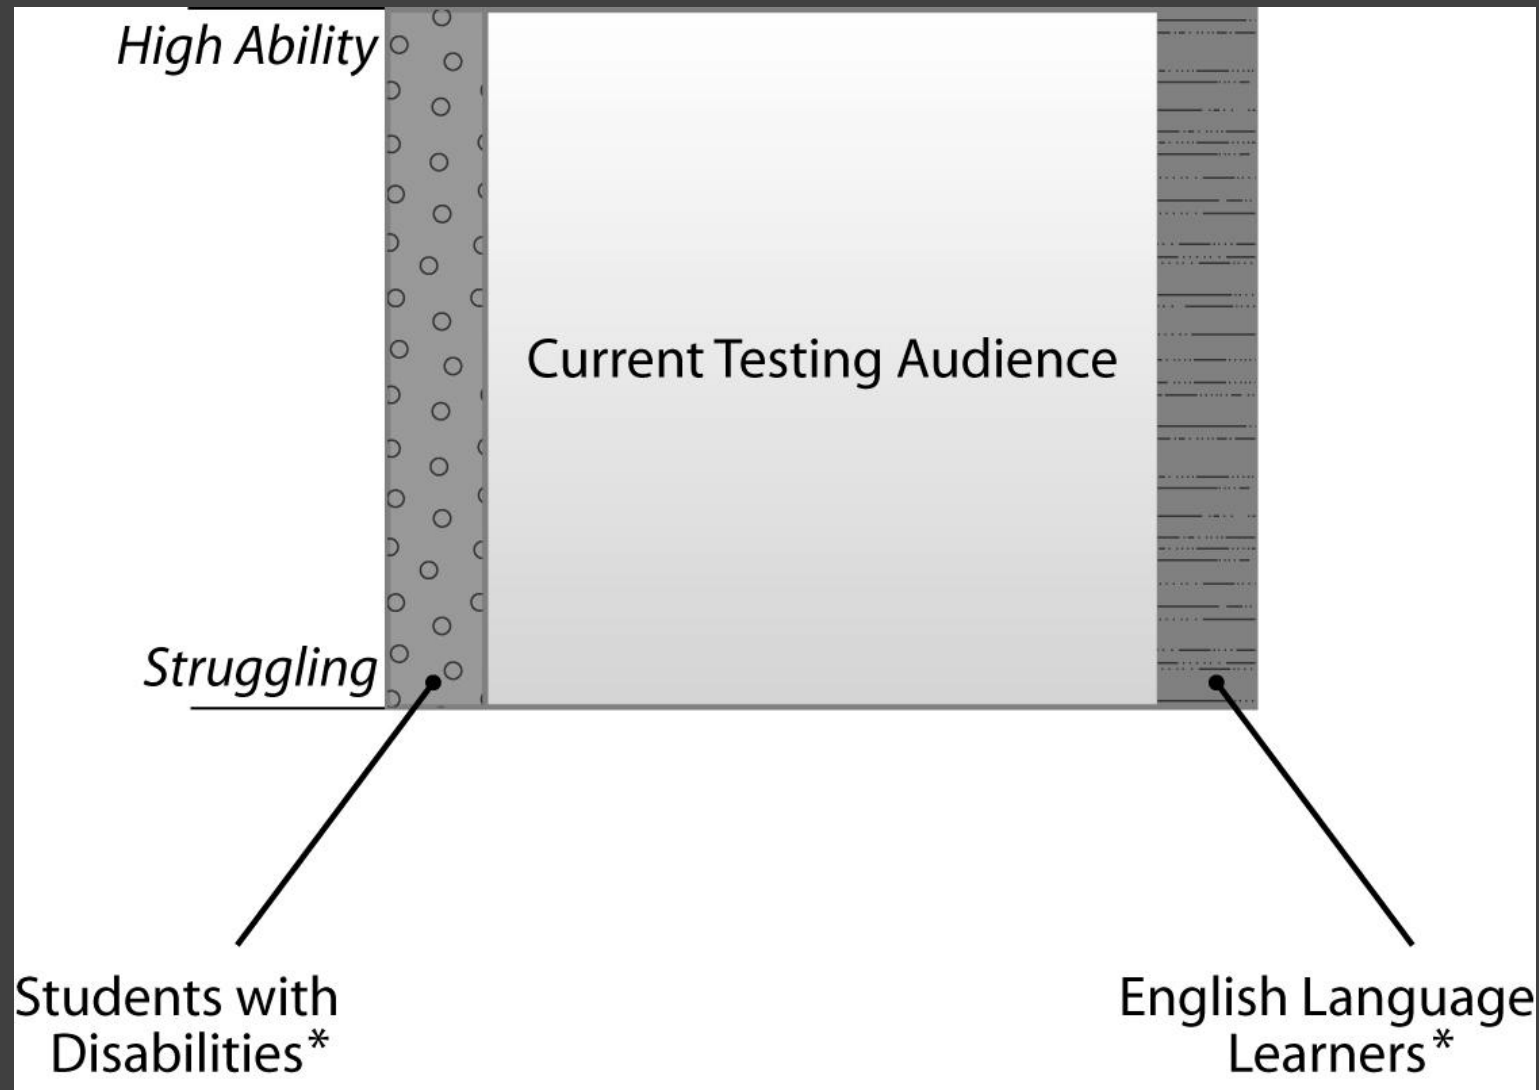 High Ability
Current Testing Audience
Struggling
Students with
Disabilities*
English Language
Learners*